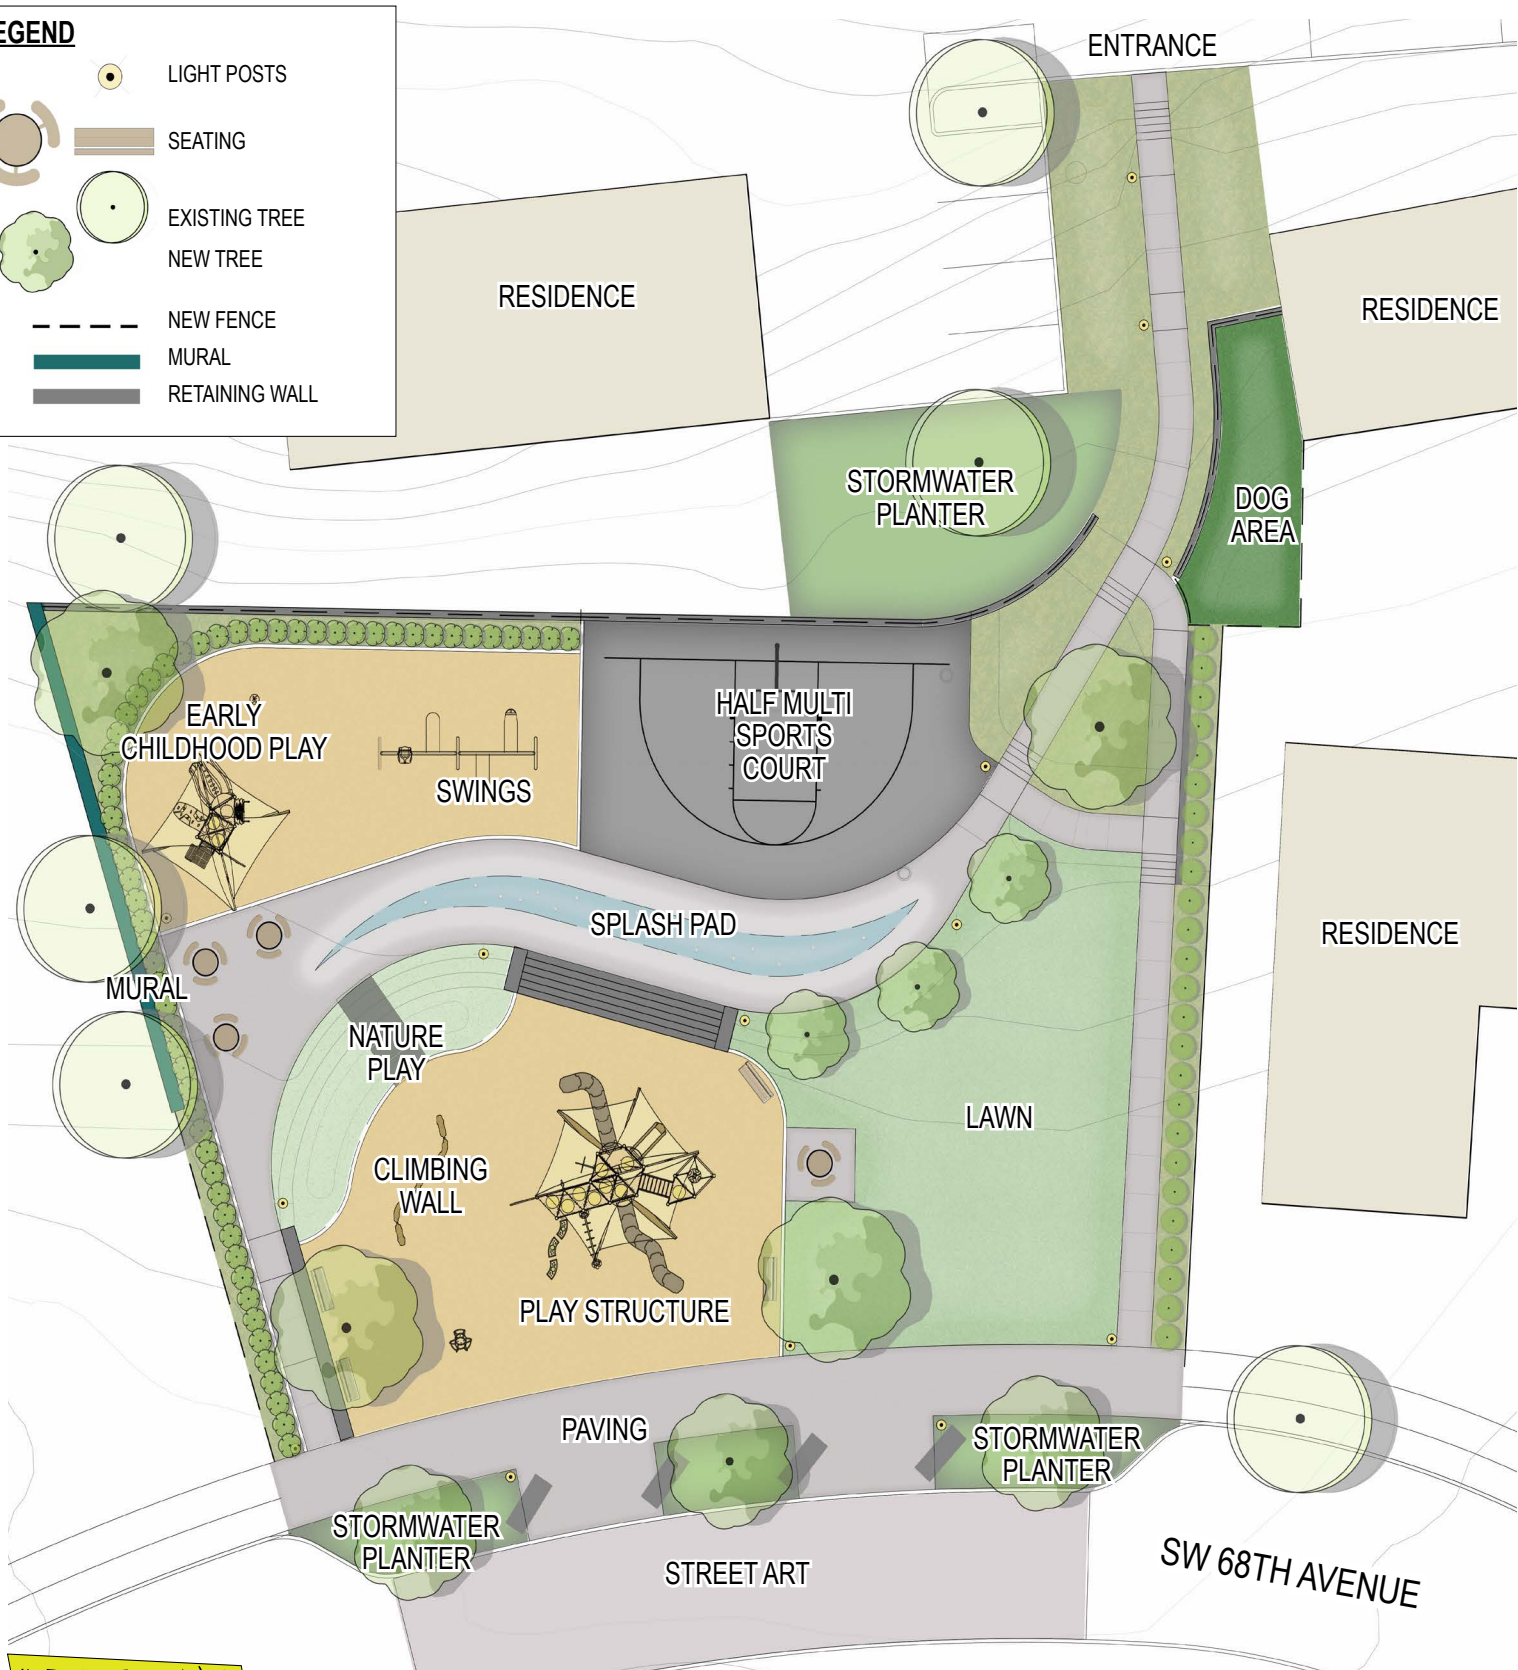 EGEND
LIGHT POSTS
SEATING
EXISTING TREE
NEW TREE
NEW FENCE
MURAL
RETAINING WALL
ENTRANCE
RESIDENCE
RESIDENCE
STORMWATER
PLANTER
DOG
AREA
EARLY
CHILDHOOD PLAY
SWINGS
HALF MULTI
SPORTS
COURT
SPLASH PAD
RESIDENCE
MURAL
NATURE
PLAY
LAWN
CLIMBING
WALL
PLAY STRUCTURE
PAVING
STORMWATER
PLANTER
STORMWATER
PLANTER
STREET ART
SW 68TH AVENUE